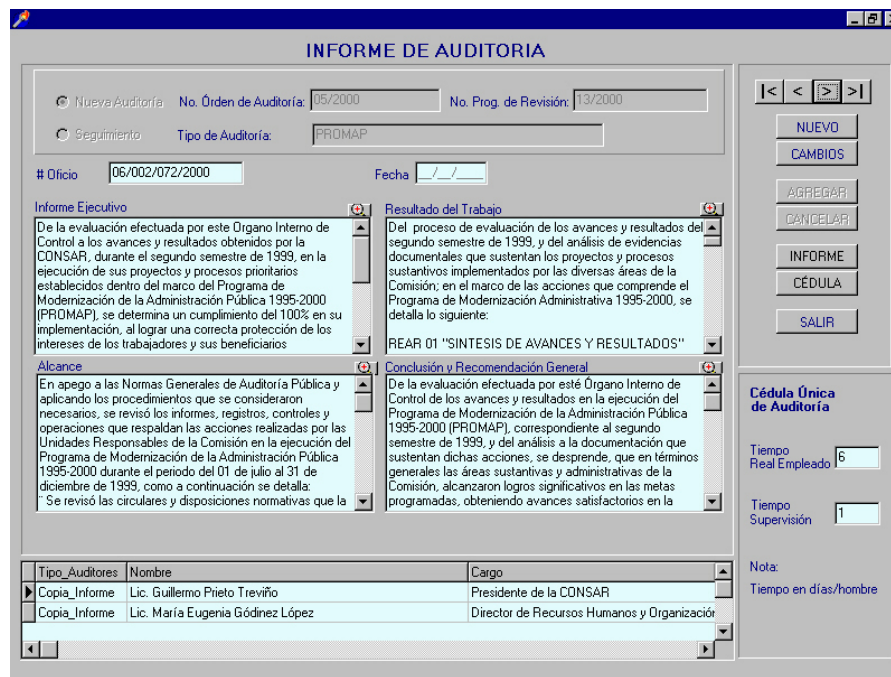 INFORME DE AUDITORIA
Nueva Auditoría No. Órden de Auditoría: 05/2000 No. Prog. de Revisión: 13/2000
Seguimiento Tipo de Auditoría: PROMAP
# Oficio 06/002/072/2000 Fecha __/__/____
Informe Ejecutivo
De la evaluación efectuada por este Organo Interno de
Control a los avances y resultados obtenidos por la
CONSAR, durante el segundo semestre de 1999, en la
ejecución de sus proyectos y procesos prioritarios
establecidos dentro del marco del Programa de
Modernización de la Administración Pública 1995-2000
(PROMAP), se determina un cumplimiento del 100% en su
implementación, al lograr una correcta protección de los
intereses de los trabajadores y sus beneficiarios
Resultado del Trabajo
Del proceso de evaluación de los avances y resultados del
segundo semestre de 1999, y del análisis de evidencias
documentales que sustentan los proyectos y procesos
sustantivos implementados por las diversas áreas de la
Comisión; en el marco de las acciones que comprende el
Programa de Modernización Administrativa 1995-2000, se
detalla lo siguiente:
REAR 01 "SINTESIS DE AVANCES Y RESULTADOS"
Alcance
En apego a las Normas Generales de Auditoría Pública y
aplicando los procedimientos que se consideraron
necesarios, se revisó los informes, registros, controles y
operaciones que respaldan las acciones realizadas por las
Unidades Responsables de la Comisión en la ejecución del
Programa de Modernización de la Administración Pública
1995-2000 durante el periodo del 01 de julio al 31 de
diciembre de 1999, como a continuación se detalla:
¨ Se revisó las circulares y disposiciones normativas que la
Conclusión y Recomendación General
De la evaluación efectuada por esté Órgano Interno de
Control de los avances y resultados en la ejecución del
Programa de Modernización de la Administración Pública
1995-2000 (PROMAP), correspondiente al segundo
semestre de 1999, y del análisis a la documentación que
sustentan dichas acciones, se desprende, que en términos
generales las áreas sustantivas y administrativas de la
Comisión, alcanzaron logros significativos en las metas
programadas, obteniendo avances satisfactorios en la
Tipo_Auditores Nombre Cargo
Copia_Informe Lic. Guillermo Prieto Treviño Presidente de la CONSAR
Copia_Informe Lic. María Eugenia Gódinez López Director de Recursos Humanos y Organización
|< < > >|
NUEVO
CAMBIOS
AGREGAR
CANCELAR
INFORME
CÉDULA
SALIR
Cédula Única
de Auditoría
Tiempo
Real Empleado 6
Tiempo
Supervisión 1
Nota:
Tiempo en días/hombre